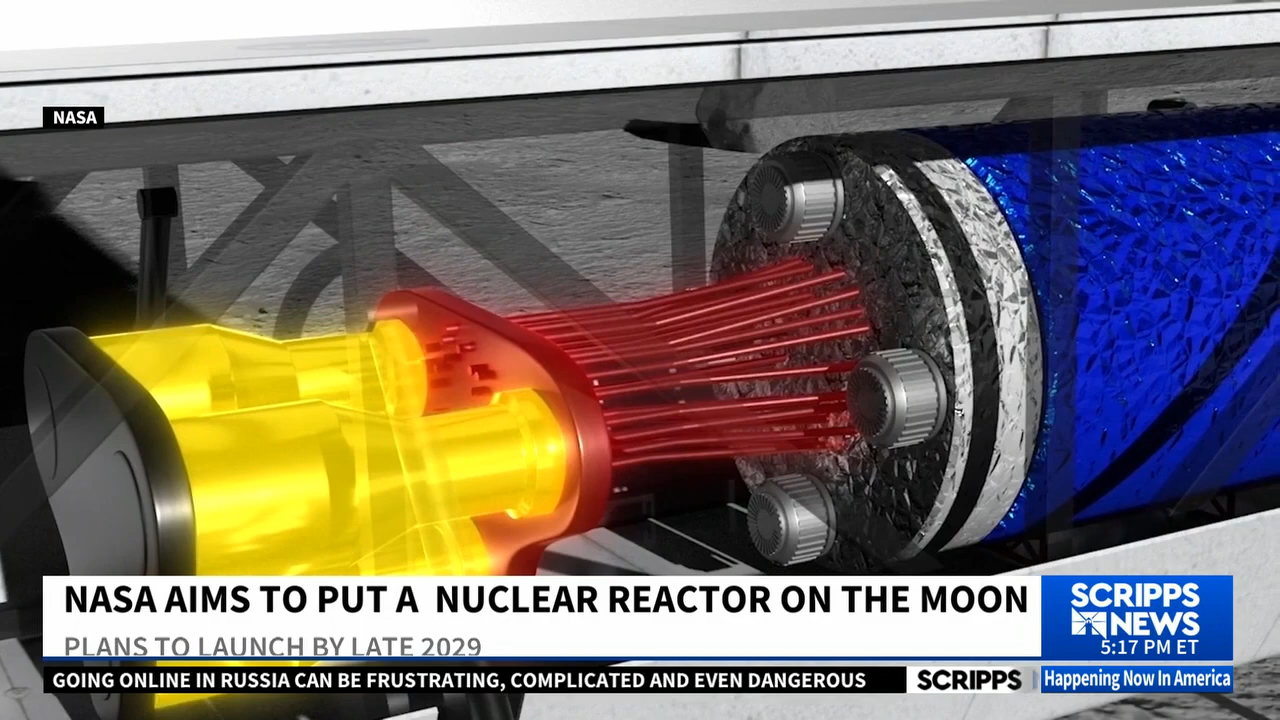 NASA
NASA AIMS TO PUT A NUCLEAR REACTOR ON THE MOON
PLANS TO LAUNCH BY LATE 2029
SCRIPPS
NEWS
5:17 PM ET
GOING ONLINE IN RUSSIA CAN BE FRUSTRATING, COMPLICATED AND EVEN DANGEROUS
SCRIPPS
Happening Now In America